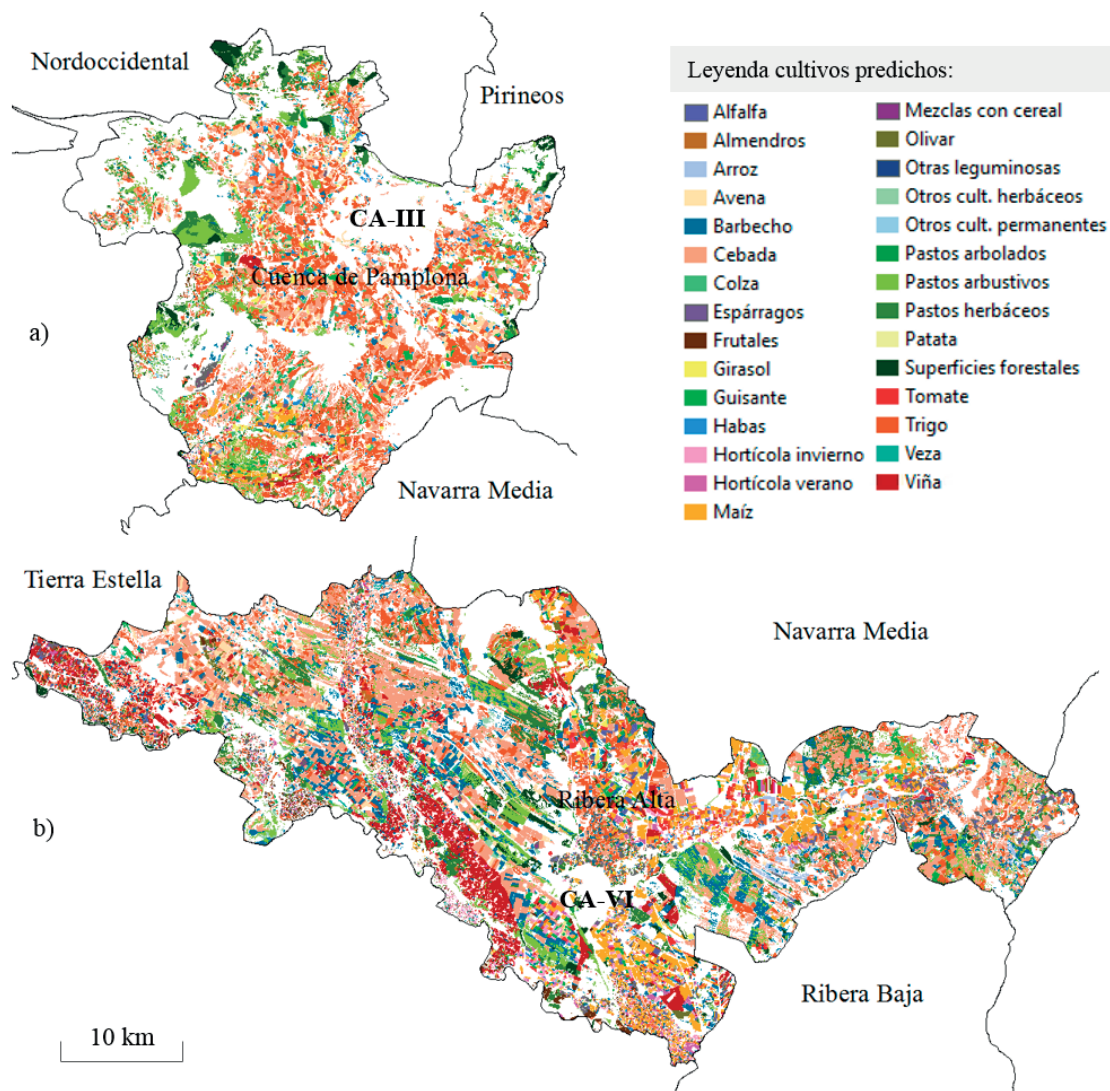 Nordoccidental
Pirineos
CA-III
Cuenca de Pamplona
a)
Navarra Media
Leyenda cultivos predichos:
Alfalfa
Almendros
Arroz
Avena
Barbecho
Cebada
Colza
Espárragos
Frutales
Girasol
Guisante
Habas
Hortícola invierno
Hortícola verano
Maíz
Mezclas con cereal
Olivar
Otras leguminosas
Otros cult. herbáceos
Otros cult. permanentes
Pastos arbolados
Pastos arbustivos
Pastos herbáceos
Patata
Superficies forestales
Tomate
Trigo
Veza
Viña
Tierra Estella
Navarra Media
Ribera Alta
b)
CA-VI
Ribera Baja
10 km